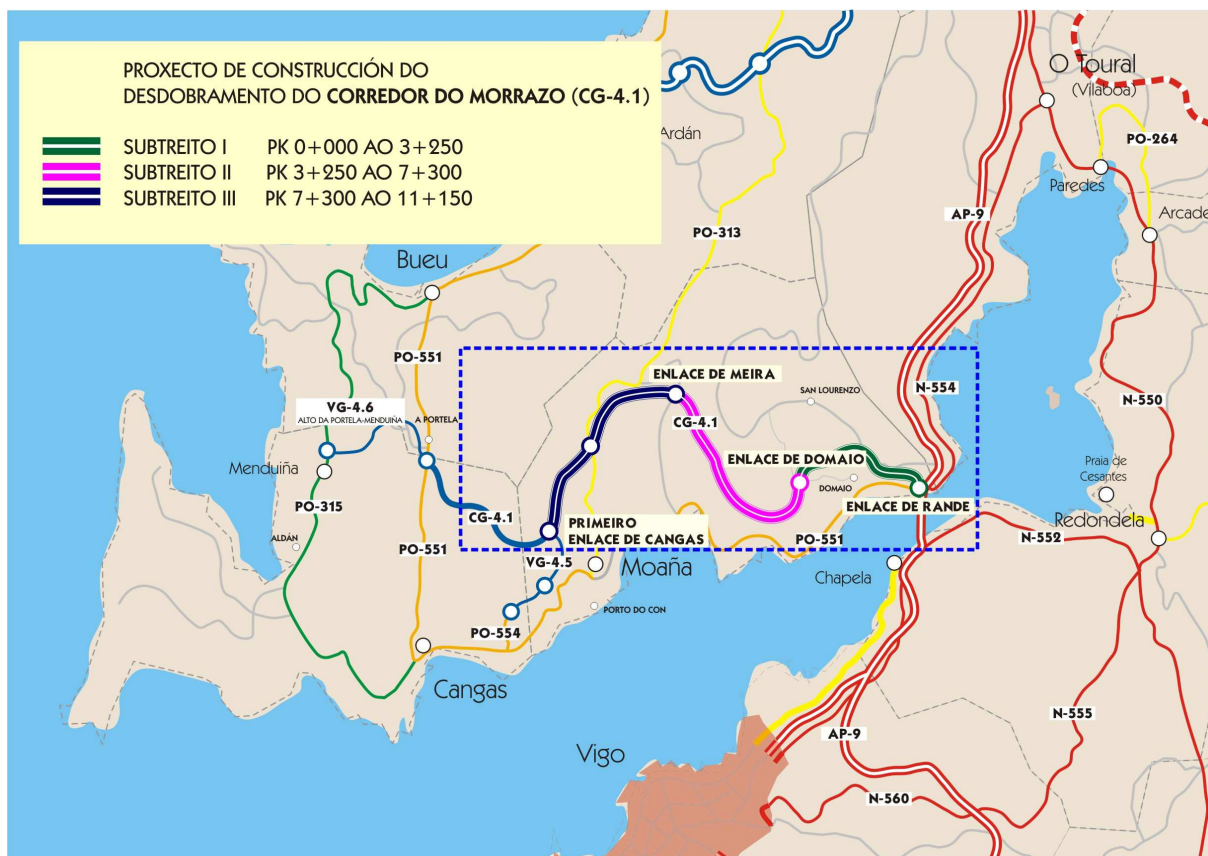 PROXECTO DE CONSTRUCCIÓN DO
DESDOBRAMENTO DO CORREDOR DO MORRAZO (CG-4.1)
SUBTREITO I PK 0+000 AO 3+250
SUBTREITO II PK 3+250 AO 7+300
SUBTREITO III PK 7+300 AO 11+150
Toural
(Vilaboa)
Ardán
PO-264
Paredes
AP-9
Arcade
PO-313
Bueu
PO-551
ENLACE DE MEIRA
SAN LOURENZO
N-554
N-550
VG-4.6
ALTO DA PORTELA-MENDUIÑA
A PORTELA
CG-4.1
Menduiña
ENLACE DE DOMAIO
DOMAIO
Praia de
Cesantes
PO-315
ENLACE DE RANDE
CG-4.1
PRIMEIRO
ENLACE DE CANGAS
Redondela
ALDÁN
PO-551
PO-551
N-552
VG-4.5
Moaña
Chapela
PORTO DO CON
PO-554
Cangas
N-555
Vigo
AP-9
N-560